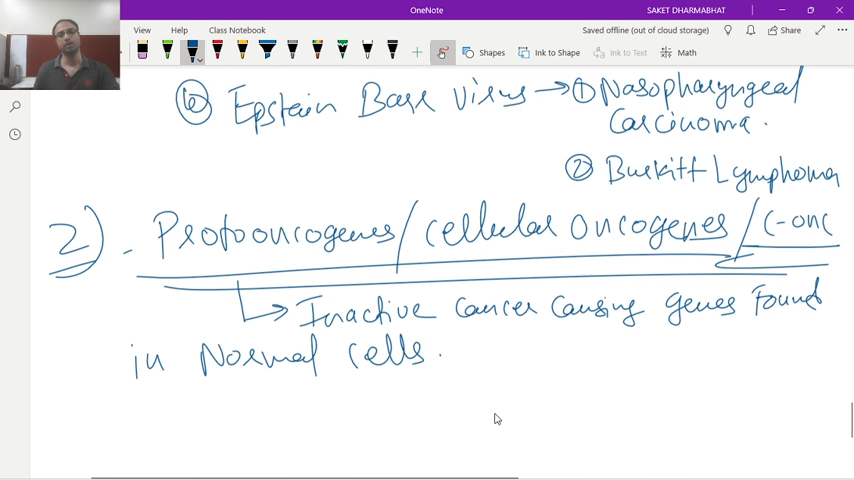 OneNote
SAKET DHARMABHAT
View Help Class Notebook
Saved offline (out of cloud storage) Share
Shapes Ink to Shape Ink to Text Math
6 Epstein Barr Virus → 1 Nasopharyngeal
Carcinoma.
2 Burkitt Lymphoma
2) - Protooncogenes/cellular oncogenes/C-onc
Inactive cancer causing genes found
in Normal cells.